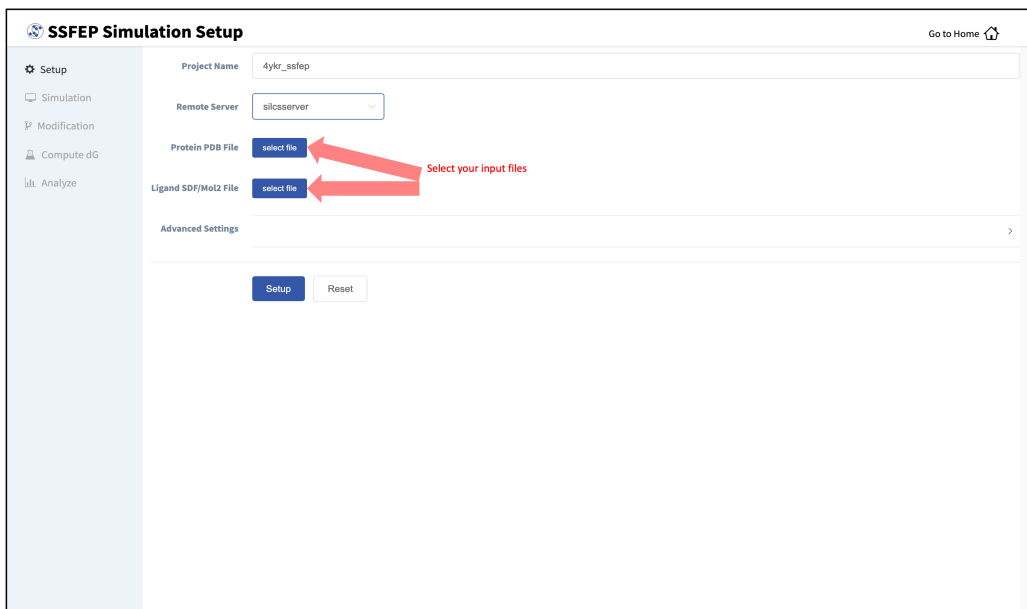 SSFEP Simulation Setup
Go to Home
Setup
Project Name 4ykr_ssfep
Simulation
Remote Server silcsserver
Modification
Protein PDB File select file
Compute dG
Select your input files
Analyze
Ligand SDF/Mol2 File select file
Advanced Settings
Setup Reset